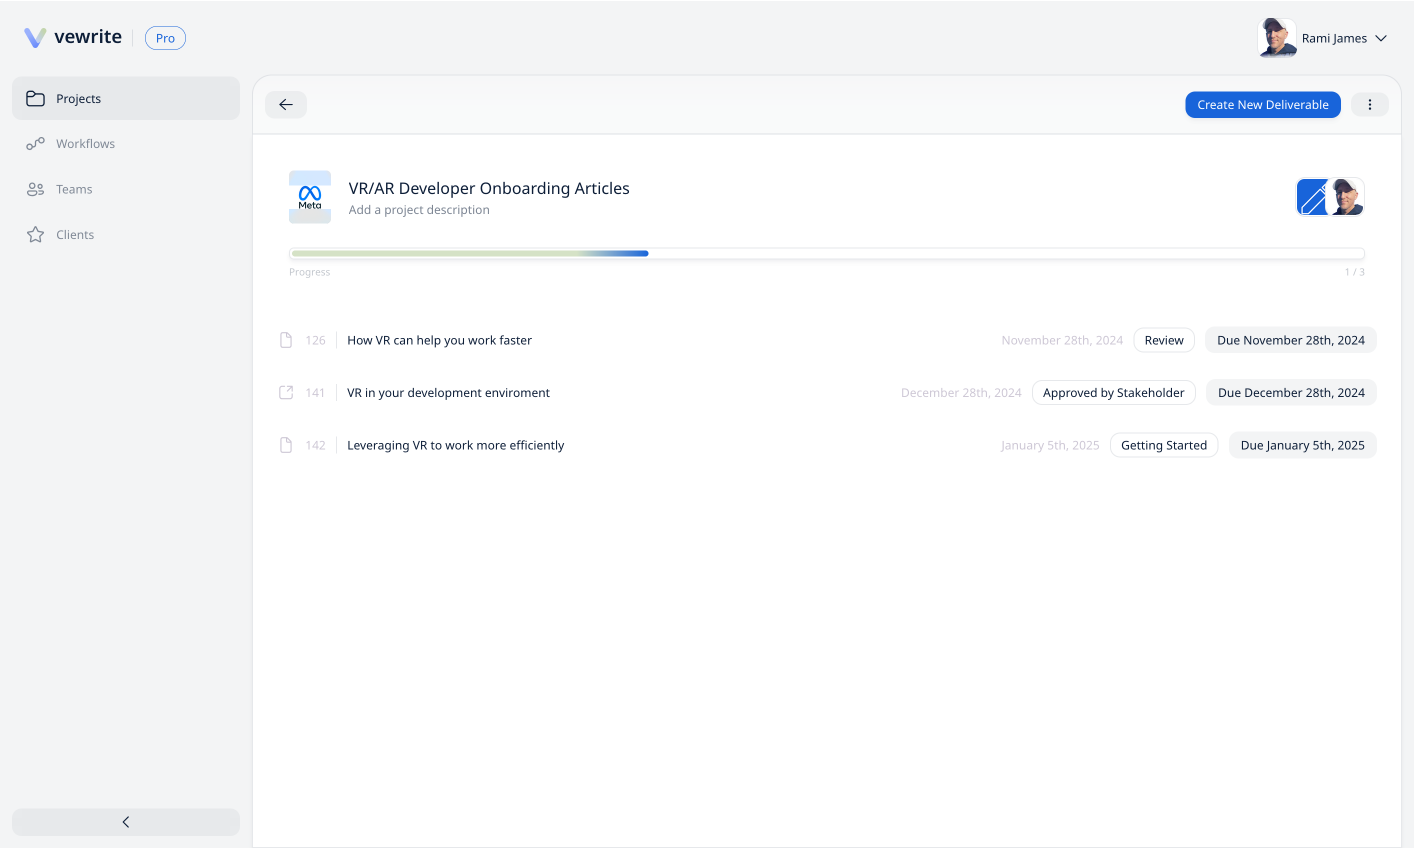 vewrite
Pro
Rami James
Projects
Workflows
Teams
Clients
Create New Deliverable
Meta
VR/AR Developer Onboarding Articles
Add a project description
Progress
1 / 3
126 How VR can help you work faster November 28th, 2024 Review Due November 28th, 2024
141 VR in your development enviroment December 28th, 2024 Approved by Stakeholder Due December 28th, 2024
142 Leveraging VR to work more efficiently January 5th, 2025 Getting Started Due January 5th, 2025